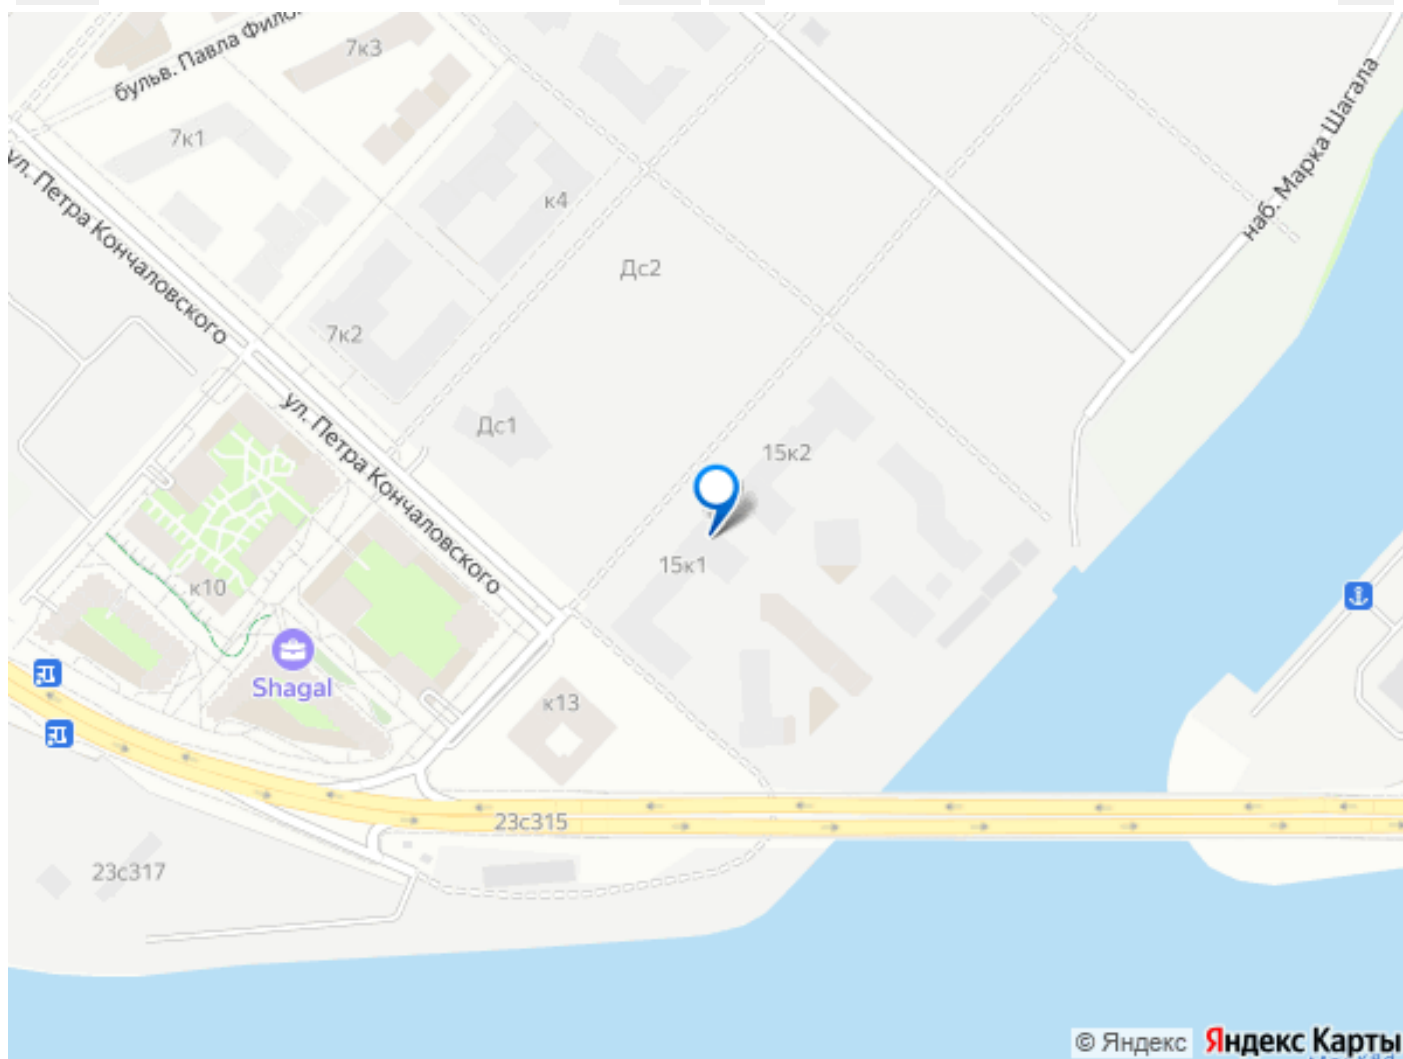 бульв. Павла Фило
7к3
7к1
к4
ул. Петра Кончаловского
наб. Марка Шагала
Дс2
7к2
ул. Петра Кончаловского
Дс1
15к2
15к1
к10
Shagal
к13
23с315
23с317
© Яндекс Яндекс Карты